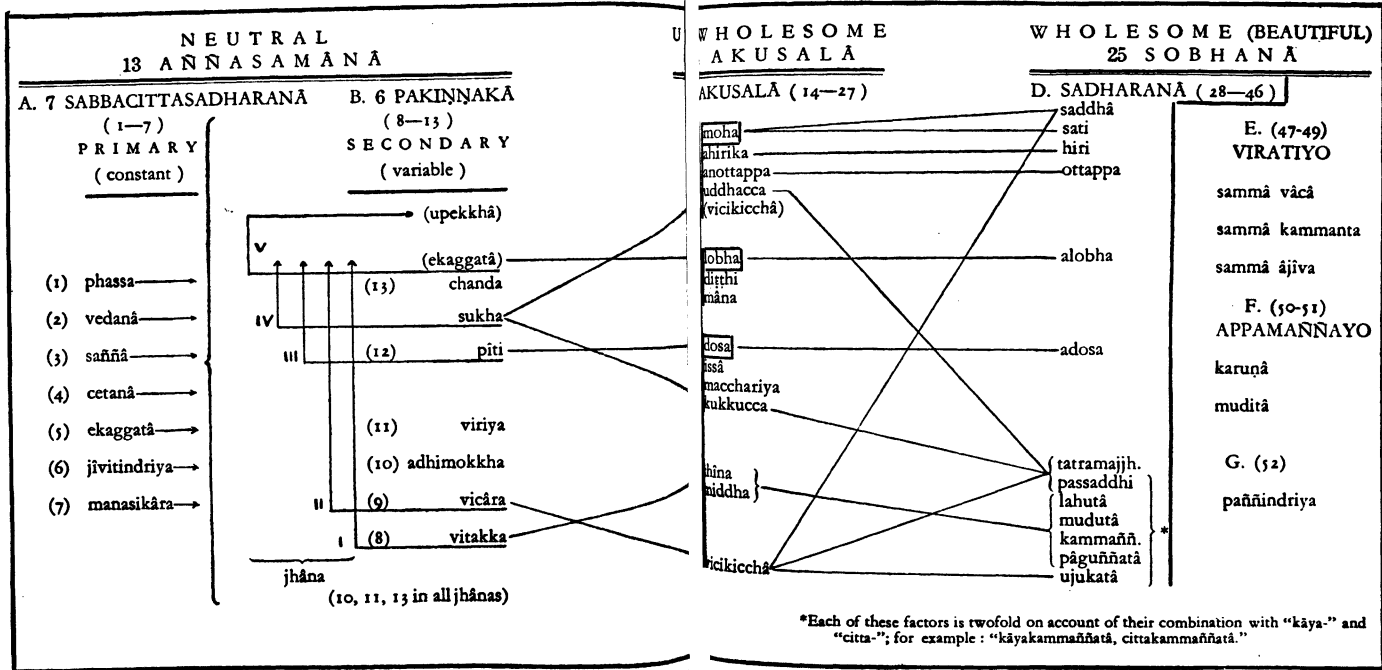 NEUTRAL
13 AÑÑASAMÂNÂ
A. 7 SABBACITTASADHARANÂ
(1—7)
PRIMARY
(constant)
(1) phassa
(2) vedanâ
(3) saññâ
(4) cetanâ
(5) ekaggatâ
(6) jîvitindriya
(7) manasikâra
B. 6 PAKIṆṆAKÂ
(8—13)
SECONDARY
(variable)
(upekkhâ)
V
(ekaggatâ)
(13) chanda
IV sukha
III (12) pîti
(11) viriya
(10) adhimokkha
II (9) vicâra
I (8) vitakka
jhâna
(10, 11, 13 in all jhânas)
U WHOLESOME
AKUSALÂ
AKUSALÂ (14—27)
moha
ahirika
anottappa
uddhacca
(vicikicchâ)
lobha
diṭṭhi
mâna
dosa
issâ
macchariya
kukkucca
thîna
middha
vicikicchâ
WHOLESOME (BEAUTIFUL)
25 SOBHANÂ
D. SADHARANÂ (28—46)
saddhâ
sati
hiri
ottappa
alobha
adosa
tatramajjh.
passaddhi
lahutâ
mudutâ
kammaññ.
pâguññatâ
ujukatâ
*
E. (47-49)
VIRATIYO
sammâ vâcâ
sammâ kammanta
sammâ âjîva
F. (50-51)
APPAMAÑÑAYO
karuṇâ
muditâ
G. (52)
paññindriya
*Each of these factors is twofold on account of their combination with “kāya-” and
“citta-”; for example : “kāyakammaññatâ, cittakammaññatâ.”